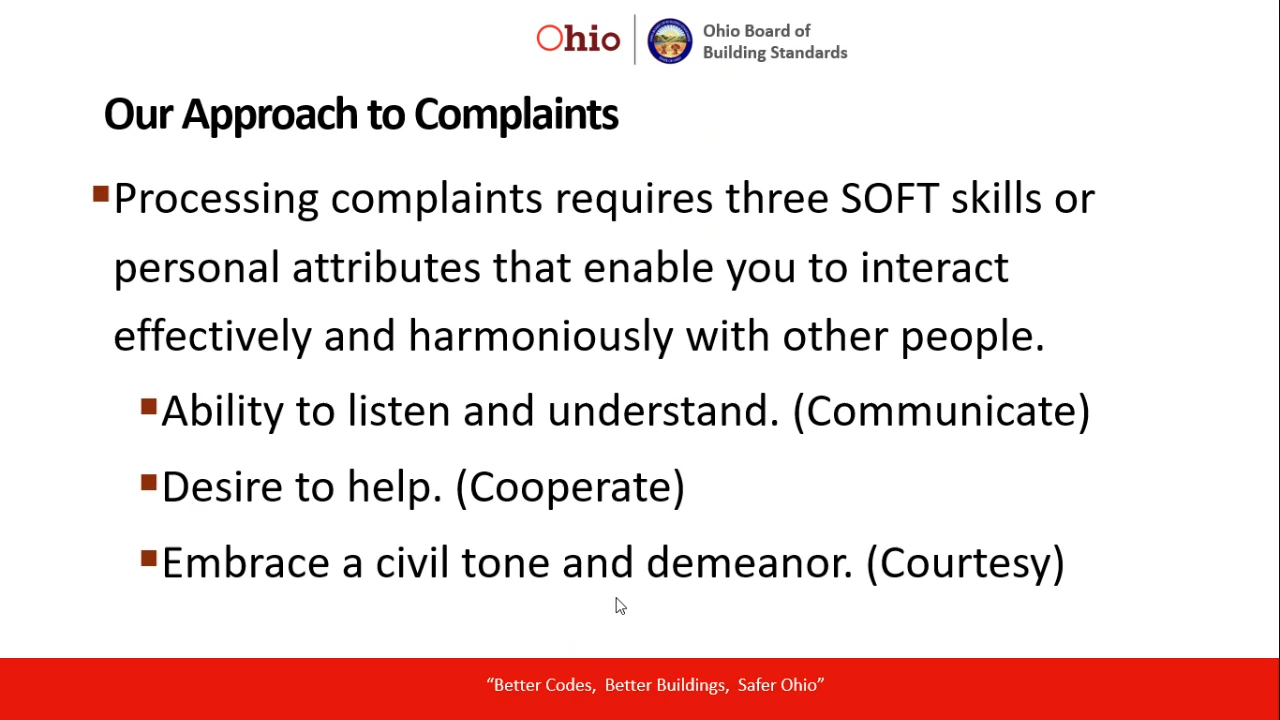 Ohio
Ohio Board of
Building Standards
Our Approach to Complaints
▪Processing complaints requires three SOFT skills or
personal attributes that enable you to interact
effectively and harmoniously with other people.
▪Ability to listen and understand. (Communicate)
▪Desire to help. (Cooperate)
▪Embrace a civil tone and demeanor. (Courtesy)
“Better Codes, Better Buildings, Safer Ohio”